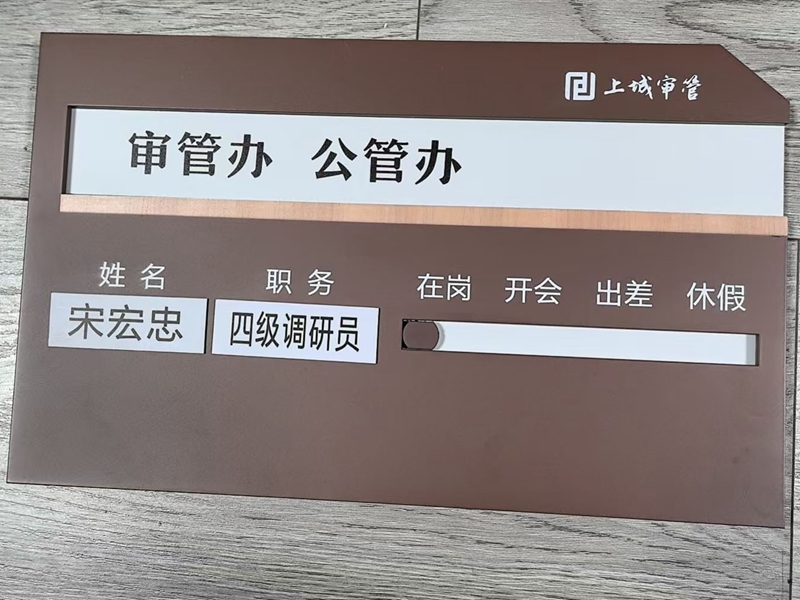 上城审管
审管办 公管办
姓名 职务 在岗 开会 出差 休假
宋宏忠 四级调研员